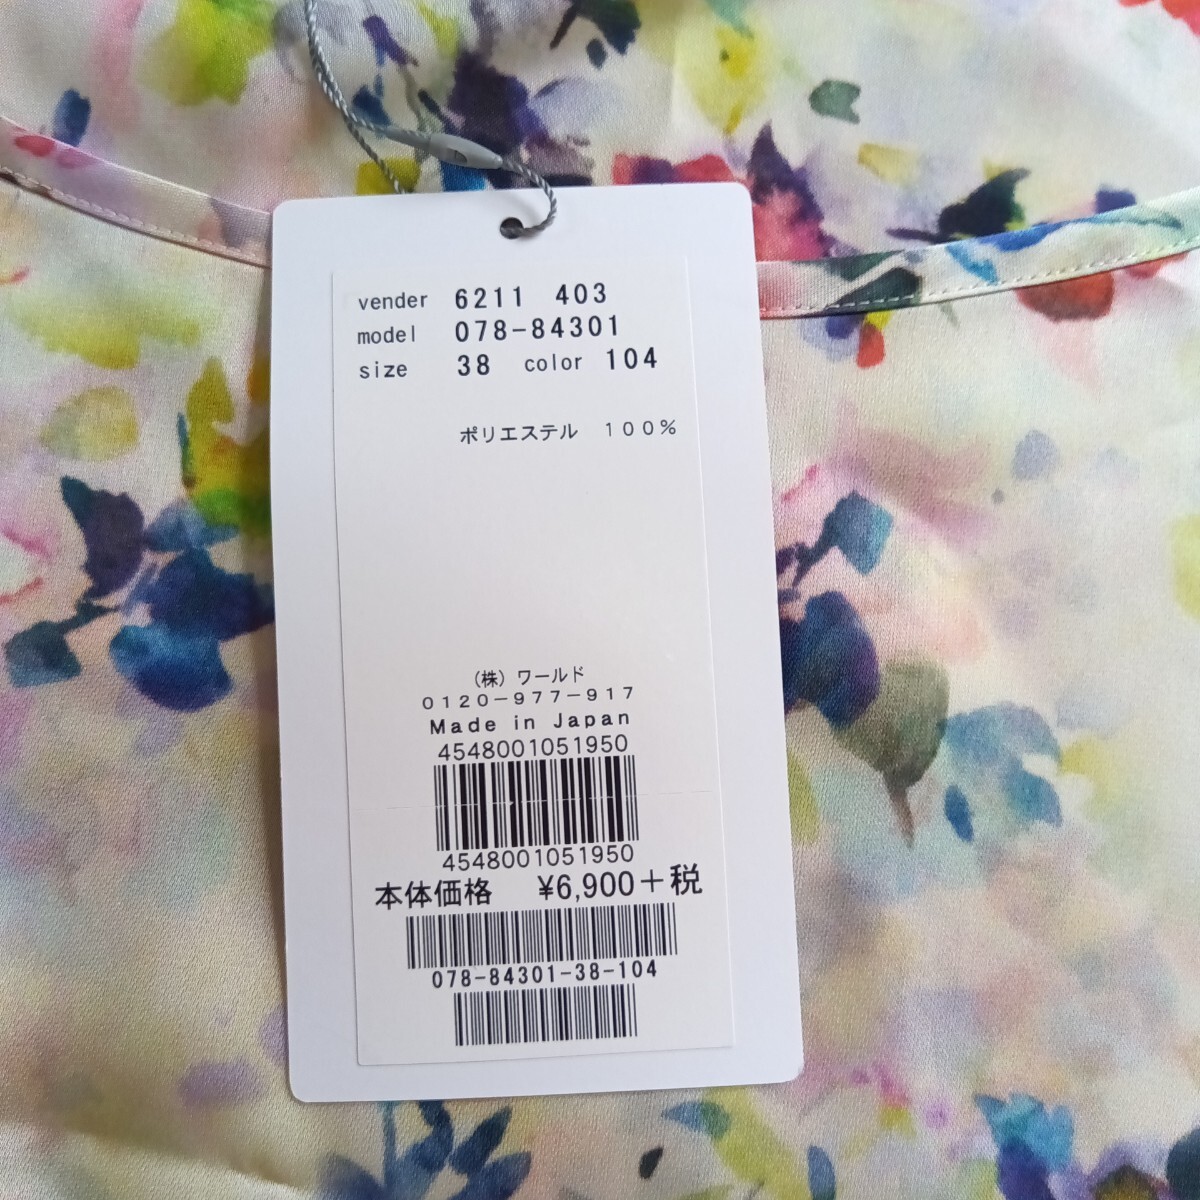 vender 6211 403
model 078-84301
size 38 color 104
ポリエステル １００％
（株）ワールド
０１２０－９７７－９１７
Made in Japan
4548001051950
4548001051950
本体価格 ¥6,900＋税
078-84301-38-104